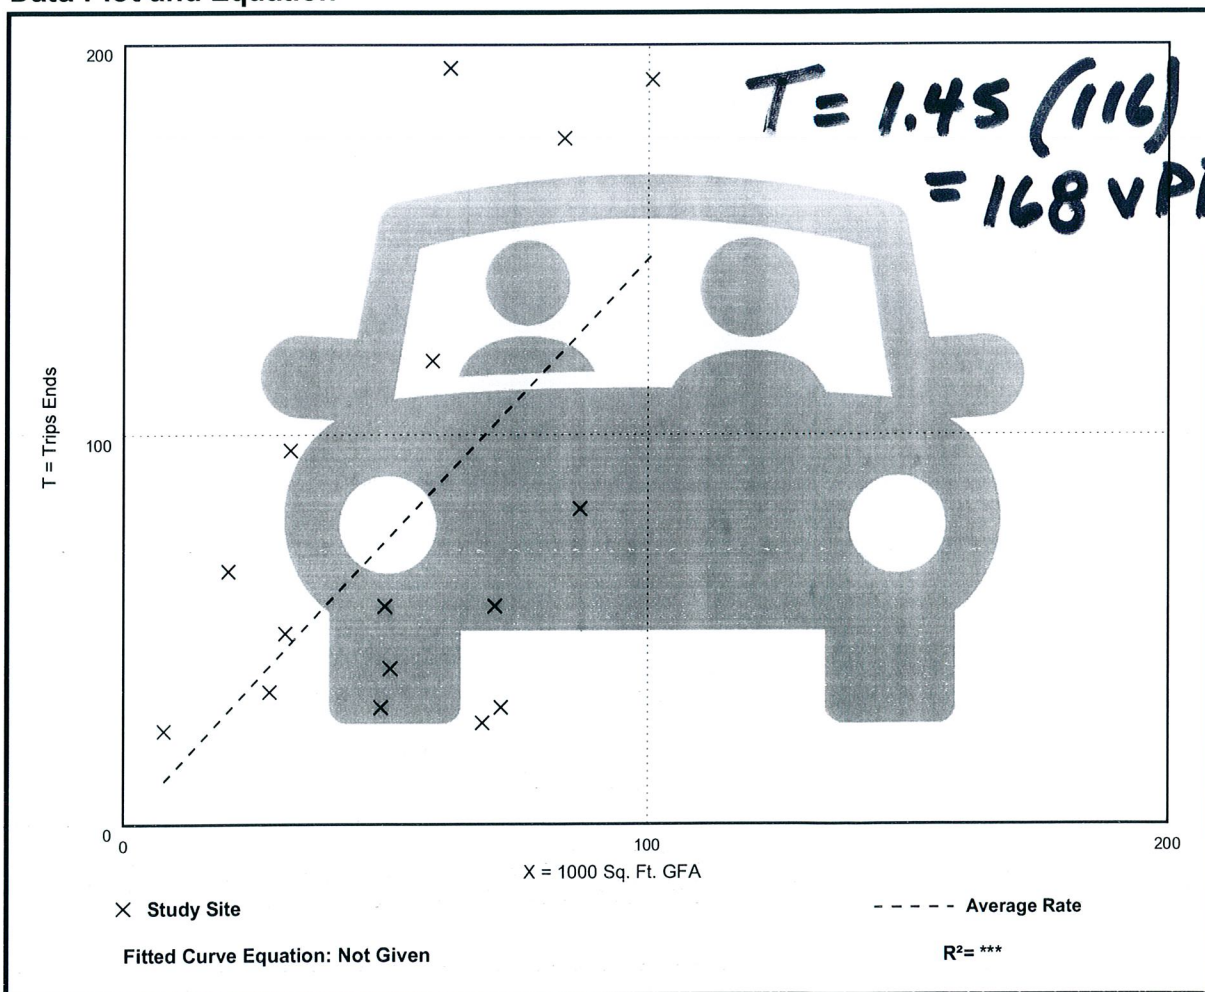 Data Plot and Equation
200
T = 1.45 (116)
= 168
100
T = Trips Ends
0
0
100
200
X = 1000 Sq. Ft. GFA
× Study Site
Average Rate
Fitted Curve Equation: Not Given
R²= ***